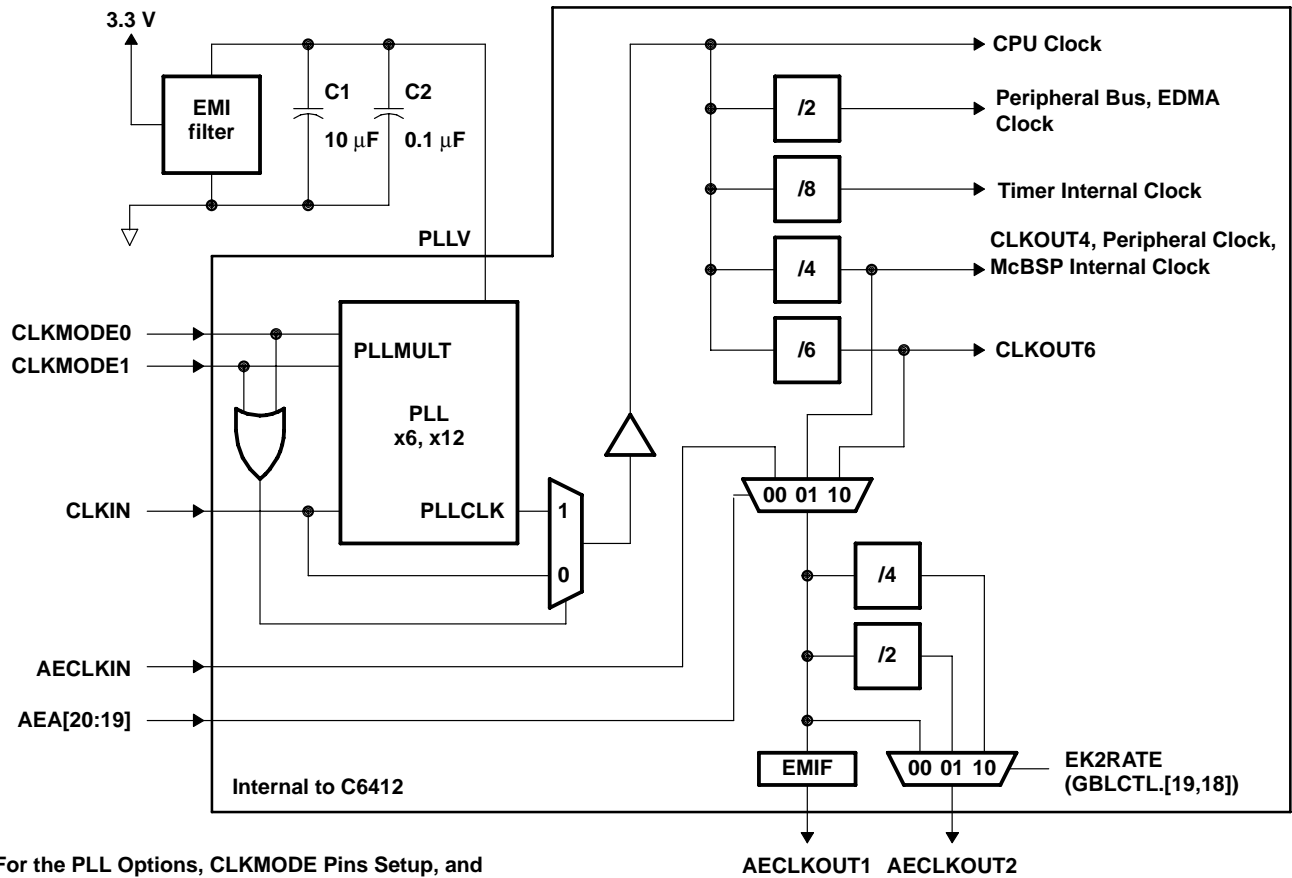 3.3 V
CPU Clock
EMI
filter
C1
C2
10 μF
0.1 μF
/2
Peripheral Bus, EDMA
Clock
/8
Timer Internal Clock
PLLV
/4
CLKOUT4, Peripheral Clock,
McBSP Internal Clock
CLKMODE0
CLKMODE1
PLLMULT
/6
CLKOUT6
PLL
x6, x12
00 01 10
CLKIN
PLLCLK
1
0
/4
/2
AECLKIN
AEA[20:19]
EMIF
00 01 10
EK2RATE
(GBLCTL.[19,18])
Internal to C6412
AECLKOUT1 AECLKOUT2
For the PLL Options, CLKMODE Pins Setup, and